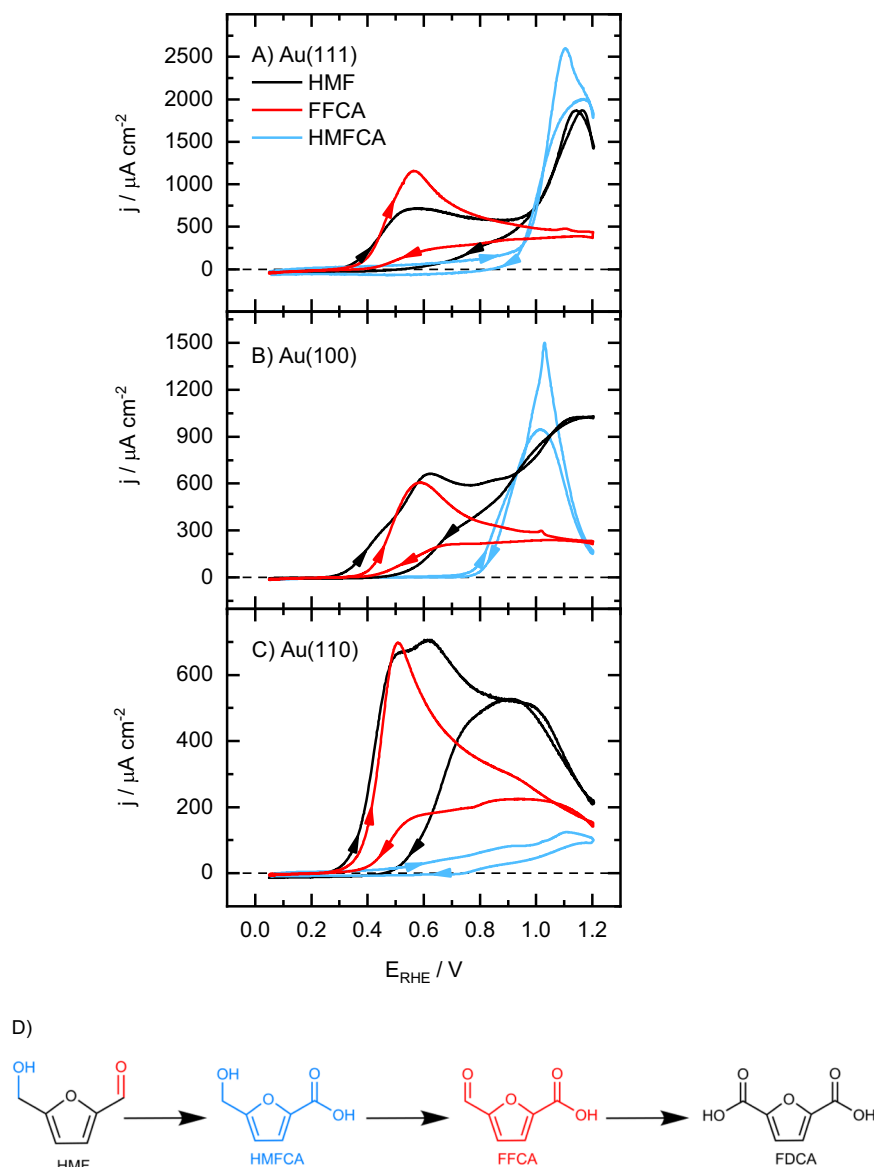 A) Au(111)
HMF
FFCA
HMFCA
j / μA cm-2
2500
2000
1500
1000
500
0
B) Au(100)
j / μA cm-2
1500
1200
900
600
300
0
C) Au(110)
j / μA cm-2
600
400
200
0
0.0 0.2 0.4 0.6 0.8 1.0 1.2
ERHE / V
D)
OH O OH O O O O O
O O O O
OH OH HO OH
HMF HMFCA FFCA FDCA